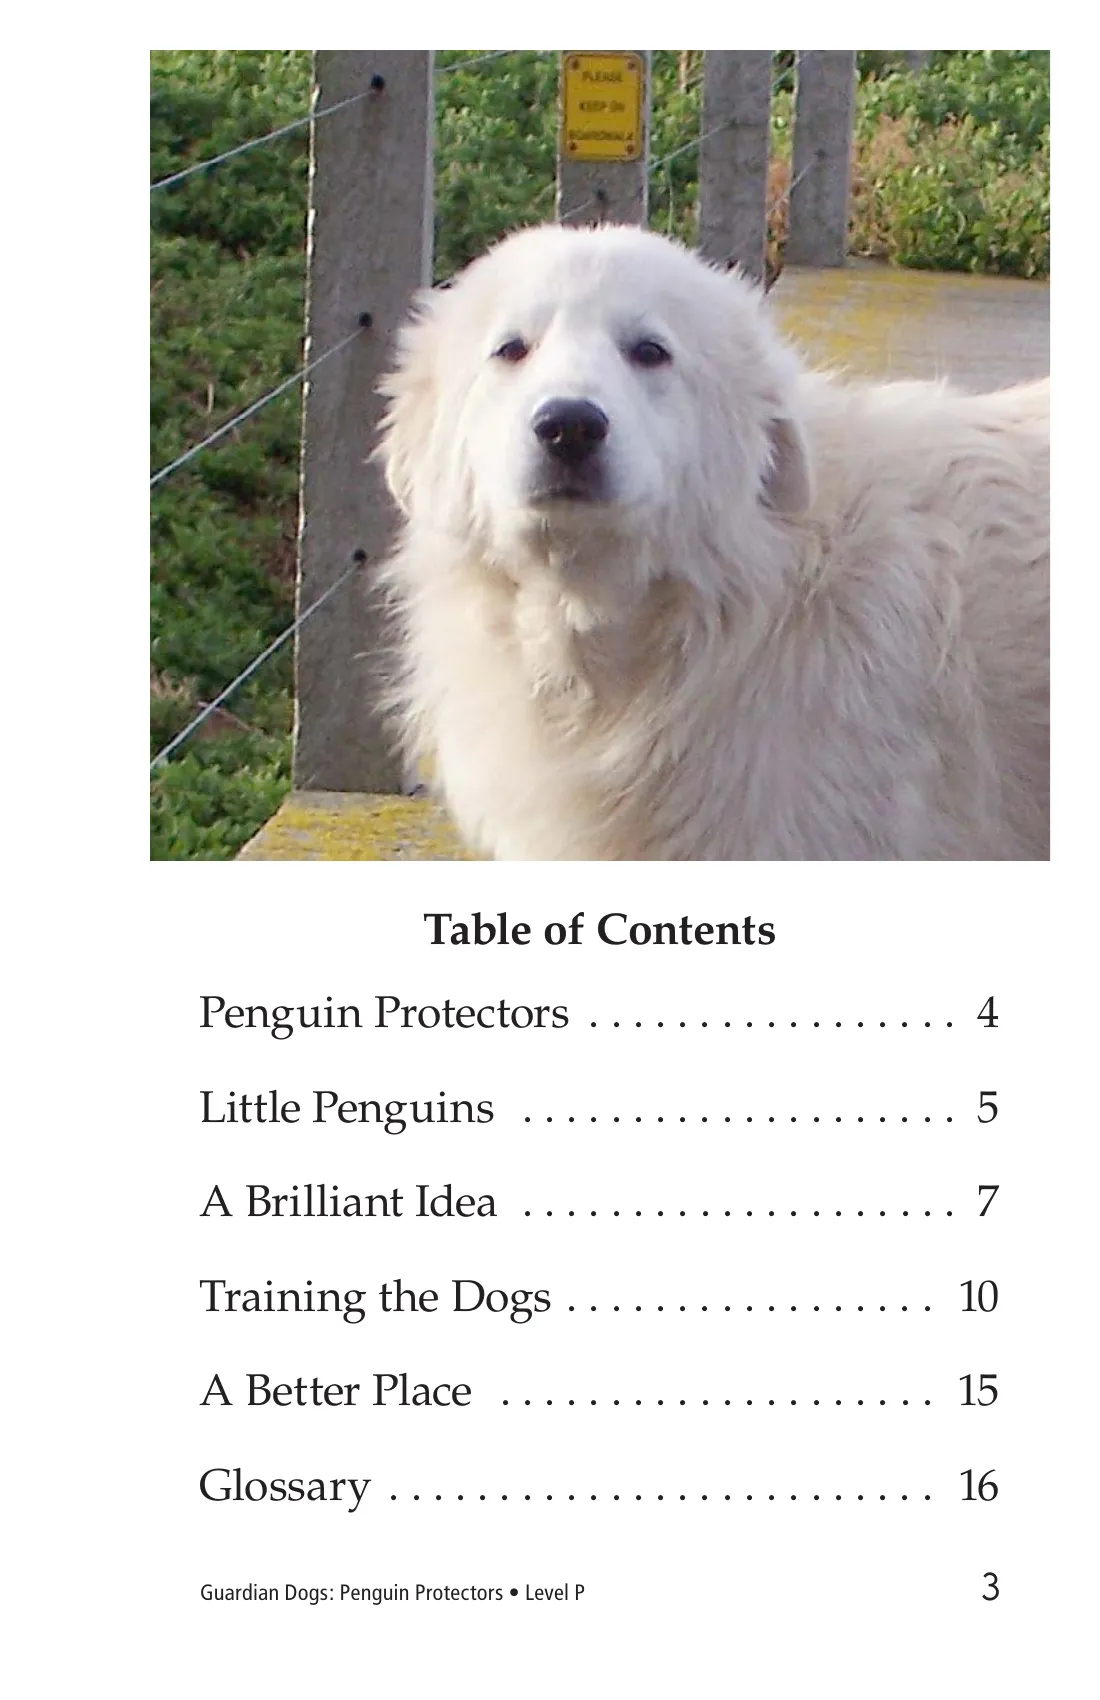 PLEASE
KEEP ON
BOARDWALK
Table of Contents
Penguin Protectors . . . . . . . . . . . . . . . . . 4
Little Penguins . . . . . . . . . . . . . . . . . . . . 5
A Brilliant Idea . . . . . . . . . . . . . . . . . . . . 7
Training the Dogs . . . . . . . . . . . . . . . . . 10
A Better Place . . . . . . . . . . . . . . . . . . . . 15
Glossary . . . . . . . . . . . . . . . . . . . . . . . . . 16
Guardian Dogs: Penguin Protectors • Level P 3